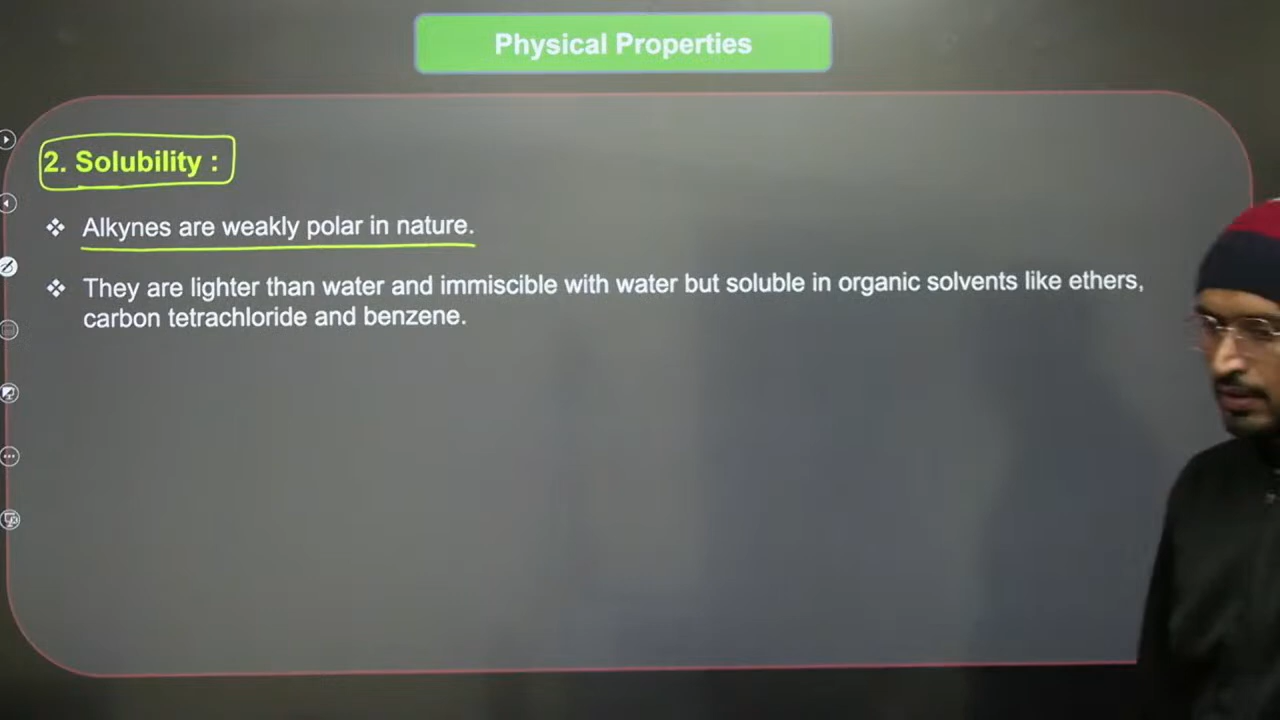 Physical Properties
2. Solubility :
❖ Alkynes are weakly polar in nature.
❖ They are lighter than water and immiscible with water but soluble in organic solvents like ethers,
carbon tetrachloride and benzene.